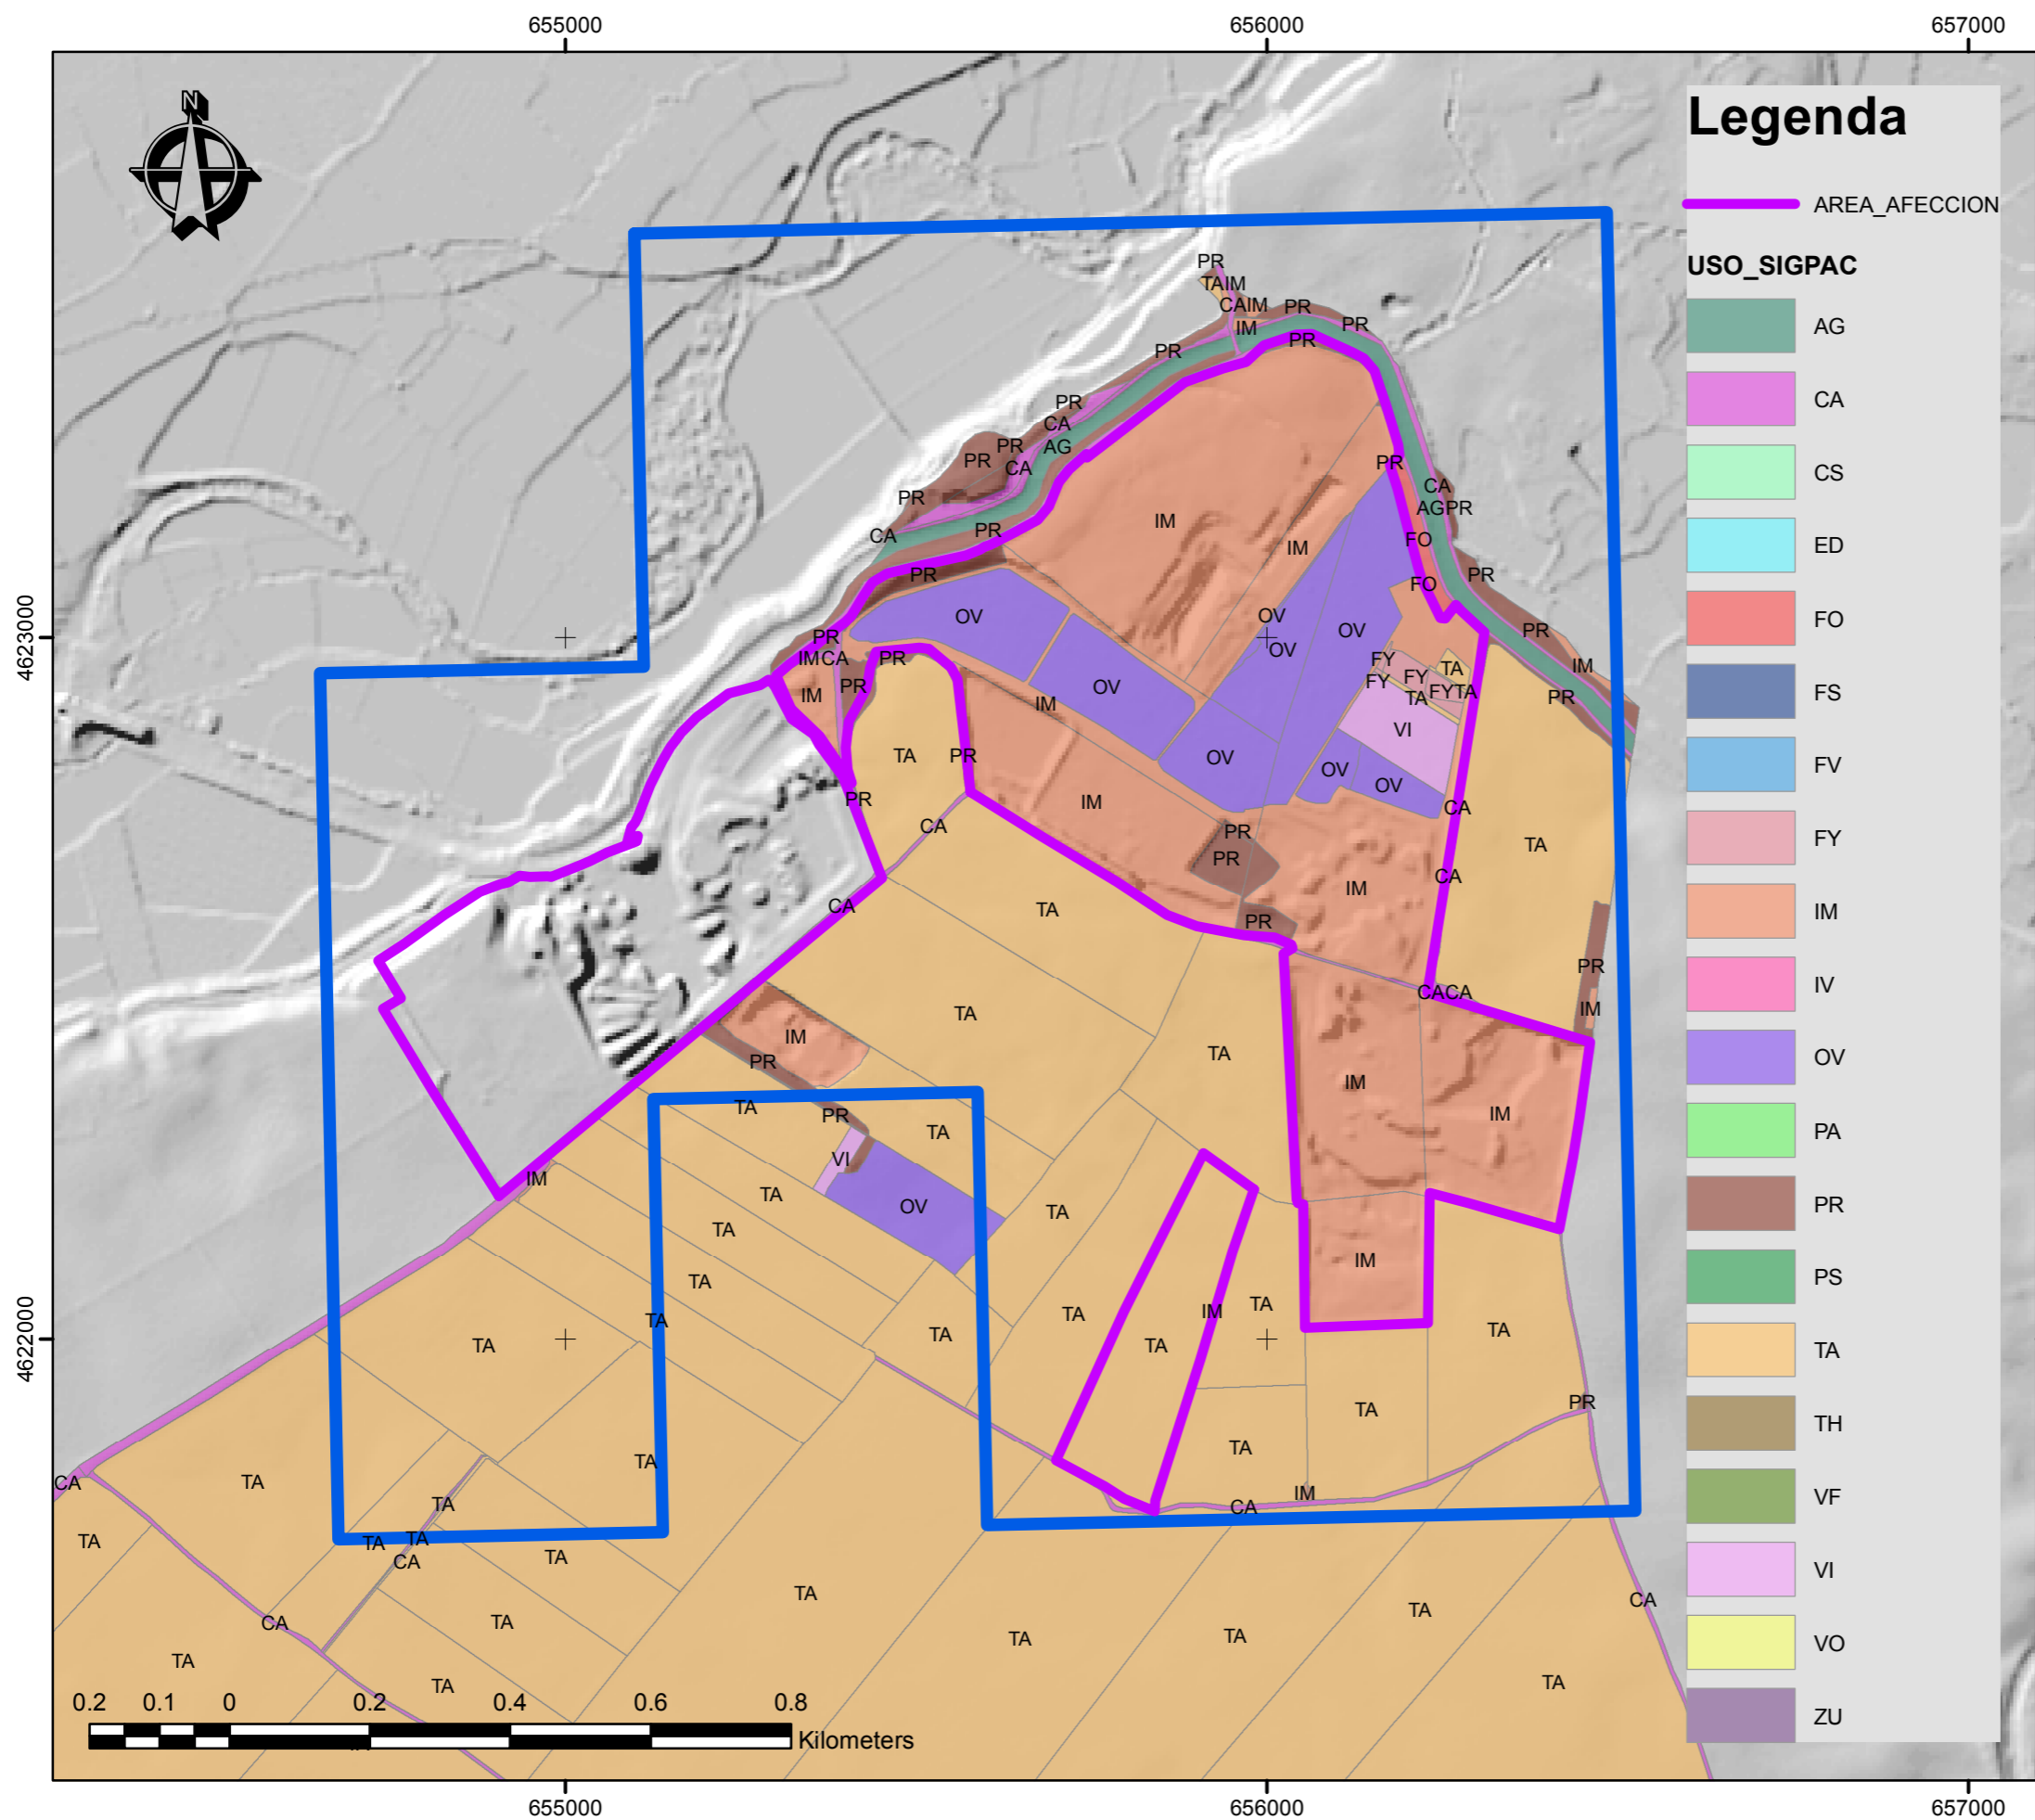 655000 656000 657000
N
Legenda
AREA_AFECCION
USO_SIGPAC
AG
CA
CS
ED
FO
FS
FV
FY
IM
IV
OV
PA
PR
PS
TA
TH
VF
VI
VO
ZU
PR
TAIM
CAIM PR
IM PR
PR PR
PR
CA
PR AG
PR CA PR
PR CA
AGPR
CA PR IM IM FO
PR FO PR
4623000
OV OV OV PR
PR OV
IMCA PR FY TA IM
IM PR OV FY FYTA
FY TA PR
IM VI
TA PR OV OV OV
PR IM CA
CA PR TA
PR IM CA
CA TA PR
PR
CACA IM
TA
IM TA
PR IM IM
TA PR TA
VI
IM TA OV TA
TA
TA IM
4622000
TA TA TA TA IM TA TA
TA TA
TA TA PR
CA TA TA TA
TA CA IM
TA TA TA
CA TA
TA CA
CA TA TA
TA TA
TA TA TA
0.2 0.1 0 0.2 0.4 0.6 0.8
Kilometers
655000 656000 657000